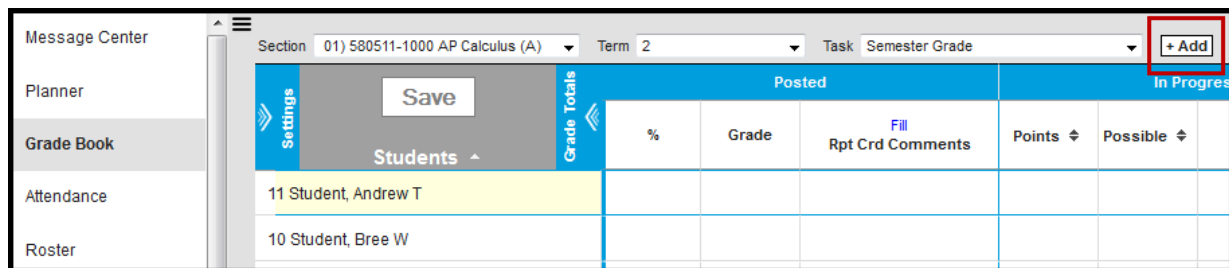 Message Center
Planner
Grade Book
Attendance
Roster
Section 01) 580511-1000 AP Calculus (A) Term 2 Task Semester Grade + Add
Settings
Save
Students
Grade Totals
Posted
In Progres
%
Grade
Fill
Rpt Crd Comments
Points
Possible
11 Student, Andrew T
10 Student, Bree W